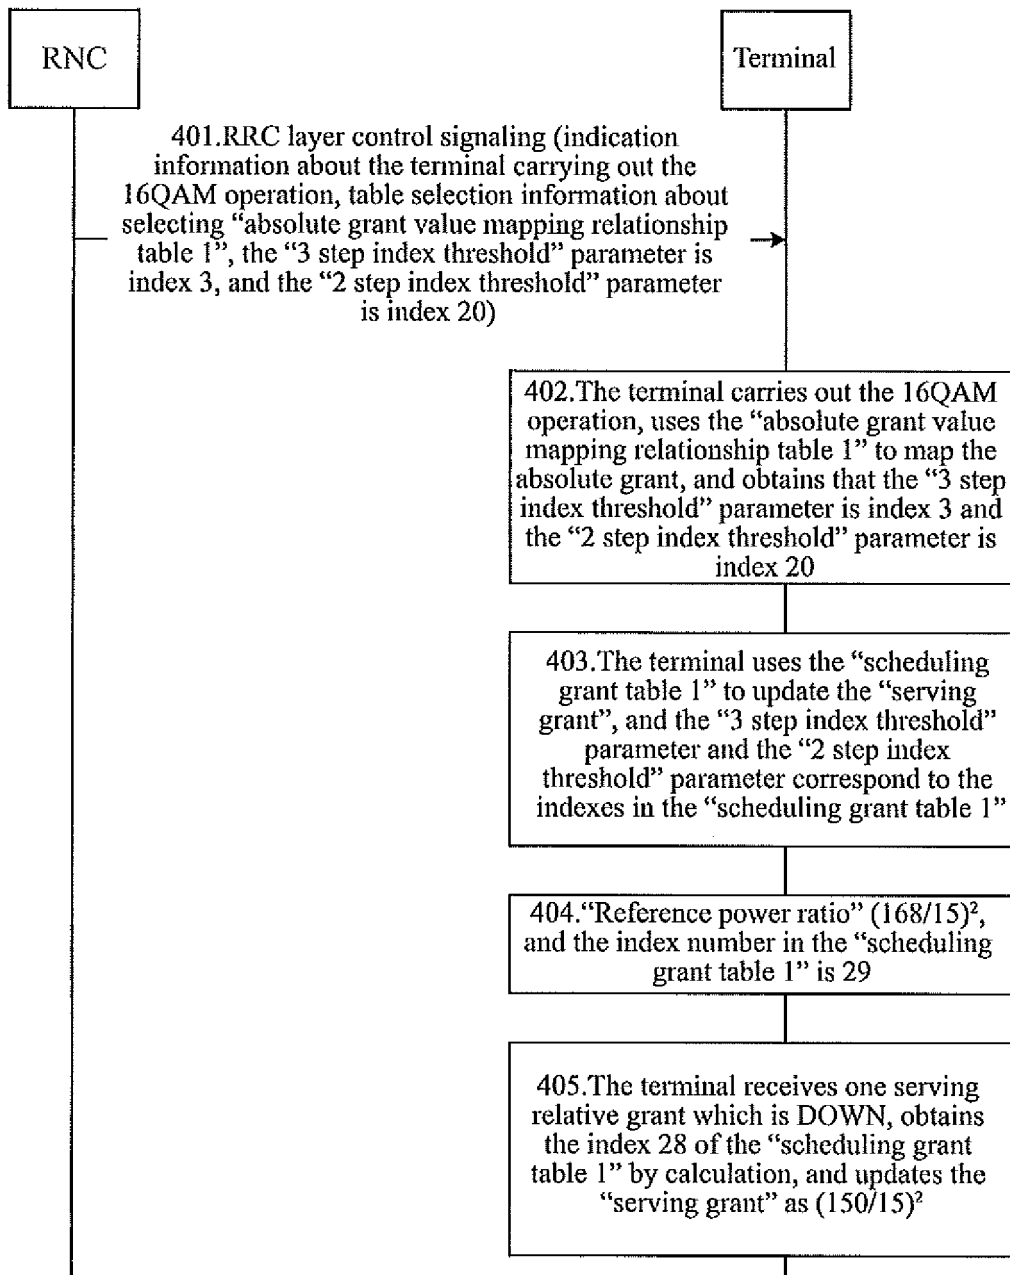 RNC
Terminal
401.RRC layer control signaling (indication
information about the terminal carrying out the
16QAM operation, table selection information about
selecting “absolute grant value mapping relationship
table 1”, the “3 step index threshold” parameter is
index 3, and the “2 step index threshold” parameter
is index 20)
402.The terminal carries out the 16QAM
operation, uses the “absolute grant value
mapping relationship table 1” to map the
absolute grant, and obtains that the “3 step
index threshold” parameter is index 3 and
the “2 step index threshold” parameter is
index 20
403.The terminal uses the “scheduling
grant table 1” to update the “serving
grant”, and the “3 step index threshold”
parameter and the “2 step index
threshold” parameter correspond to the
indexes in the “scheduling grant table 1”
404.“Reference power ratio” (168/15)²,
and the index number in the “scheduling
grant table 1” is 29
405.The terminal receives one serving
relative grant which is DOWN, obtains
the index 28 of the “scheduling grant
table 1” by calculation, and updates the
“serving grant” as (150/15)²